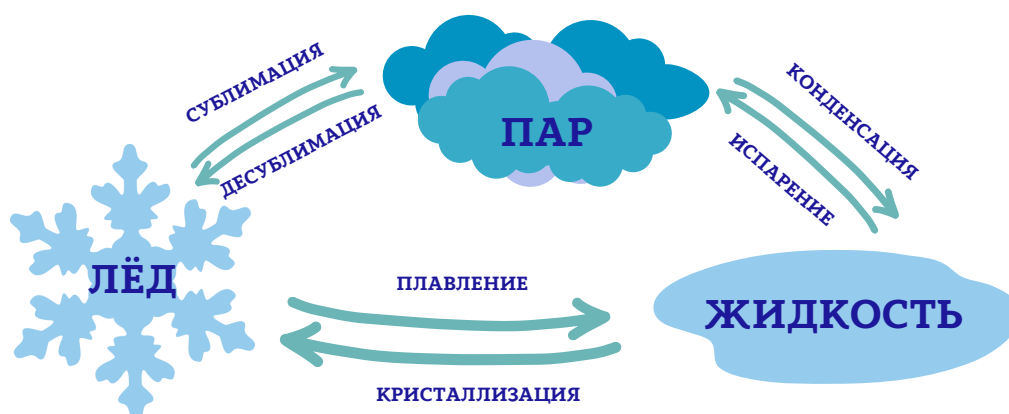 СУБЛИМАЦИЯ
ДЕСУБЛИМАЦИЯ
ПАР
КОНДЕНСАЦИЯ
ИСПАРЕНИЕ
ЛЁД
ПЛАВЛЕНИЕ
ЖИДКОСТЬ
КРИСТАЛЛИЗАЦИЯ